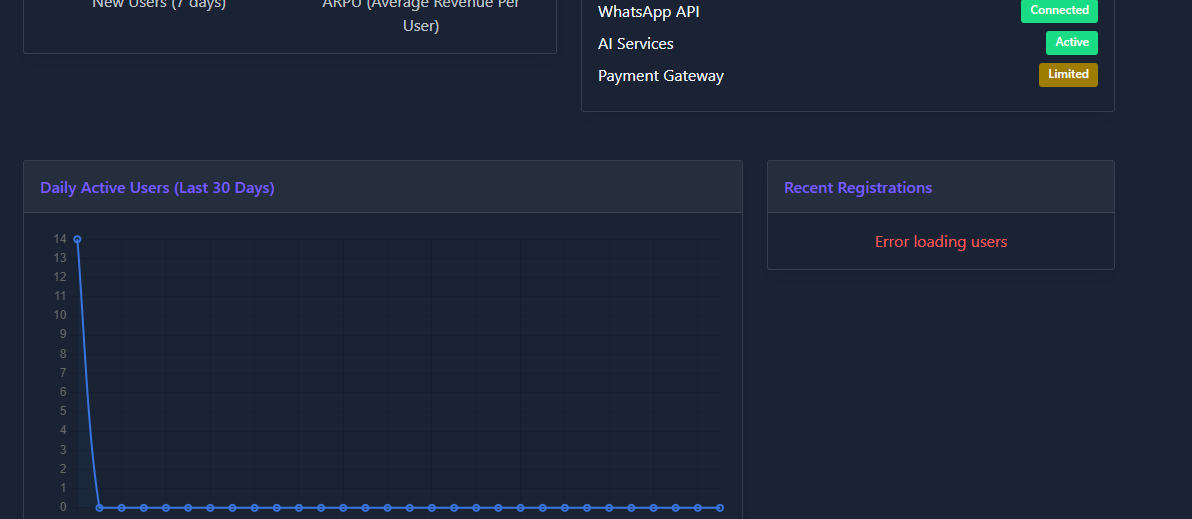 New Users (7 days)
ARPU (Average Revenue Per
User)
WhatsApp API
Connected
AI Services
Active
Payment Gateway
Limited
Daily Active Users (Last 30 Days)
Recent Registrations
Error loading users
14
13
12
11
10
9
8
7
6
5
4
3
2
1
0